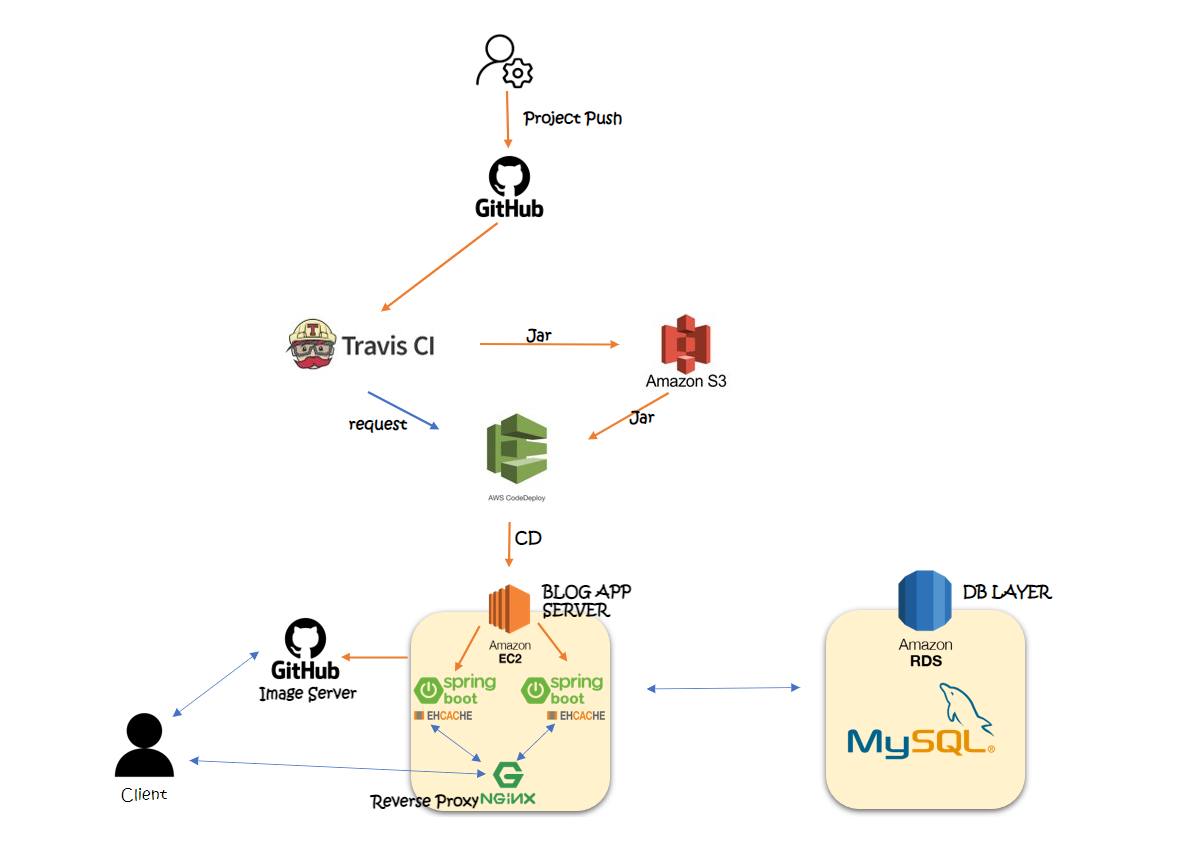 Project Push
GitHub
Travis CI
Jar
Amazon S3
request
Jar
AWS CodeDeploy
CD
BLOG APP
SERVER
DB LAYER
Amazon
EC2
Amazon
RDS
GitHub
Image Server
spring
boot
EHCACHE
spring
boot
EHCACHE
MySQL®
Client
Reverse Proxy
NGINX